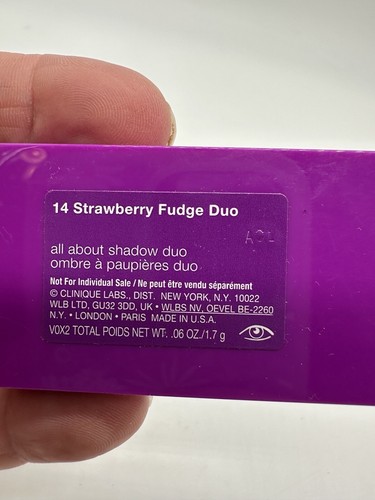 14 Strawberry Fudge Duo
AC1
all about shadow duo
ombre à paupières duo
Not For Individual Sale / Ne peut être vendu séparément
© CLINIQUE LABS., DIST. NEW YORK, N.Y. 10022
WLB LTD, GU32 3DD, UK • WLBS NV, OEVEL BE-2260
N.Y. • LONDON • PARIS MADE IN U.S.A.
V0X2 TOTAL POIDS NET WT. .06 OZ./1,7 g